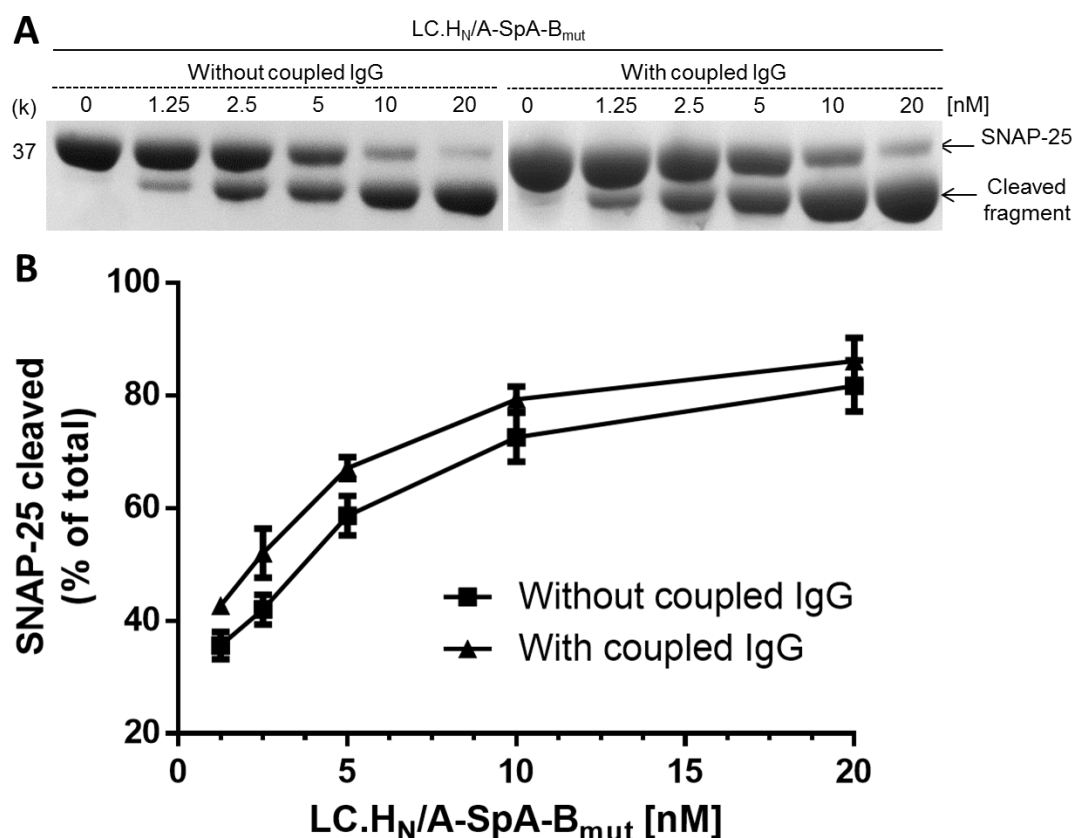 A
LC.HN/A-SpA-Bmut
Without coupled IgG With coupled IgG
(k) 0 1.25 2.5 5 10 20 0 1.25 2.5 5 10 20 [nM]
37 SNAP-25
Cleaved
fragment
B
100
80
60
40
20
SNAP-25 cleaved
(% of total)
Without coupled IgG
With coupled IgG
0 5 10 15 20
LC.HN/A-SpA-Bmut [nM]